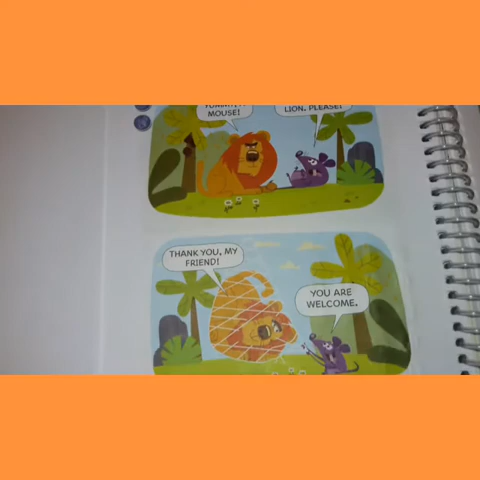 MOUSE!
LION. PLEASE!
THANK YOU, MY
FRIEND!
YOU ARE
WELCOME.